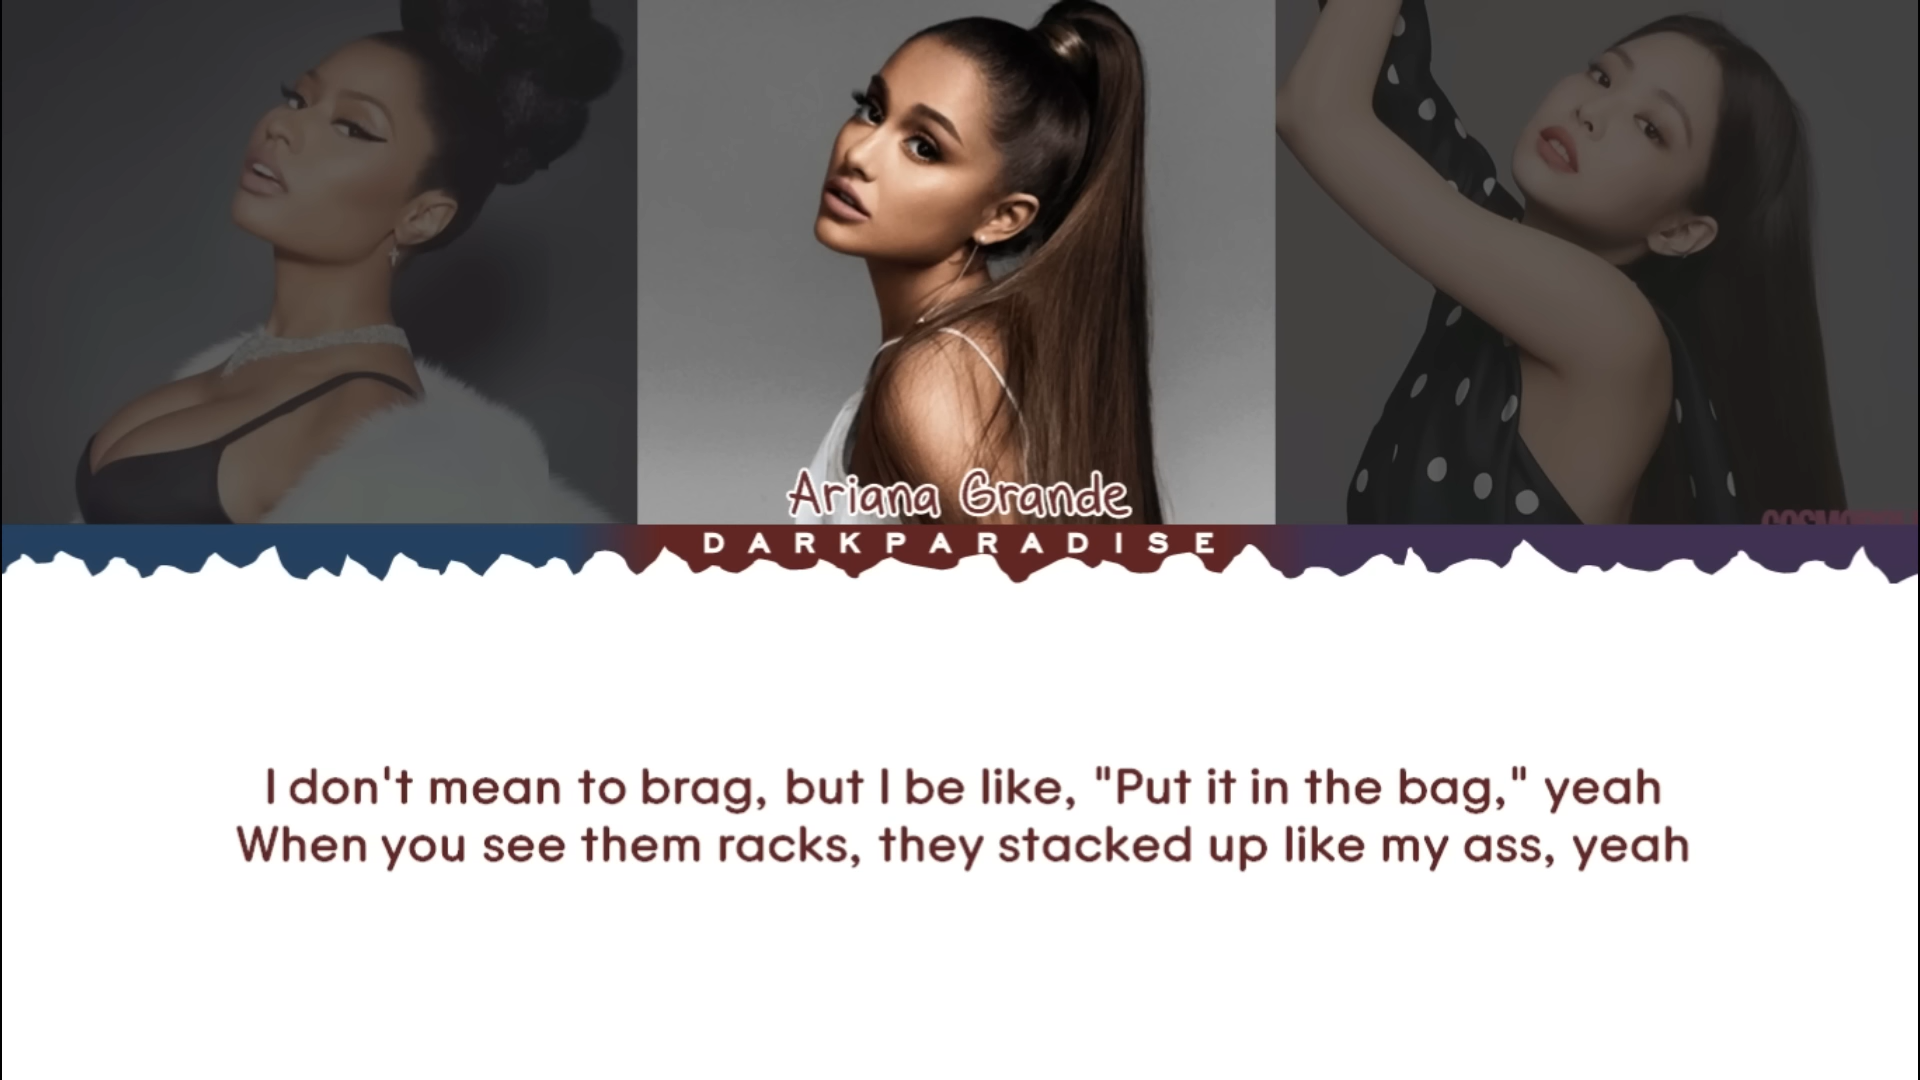 Ariana Grande
DARKPARADISE
I don't mean to brag, but I be like, "Put it in the bag," yeah
When you see them racks, they stacked up like my ass, yeah